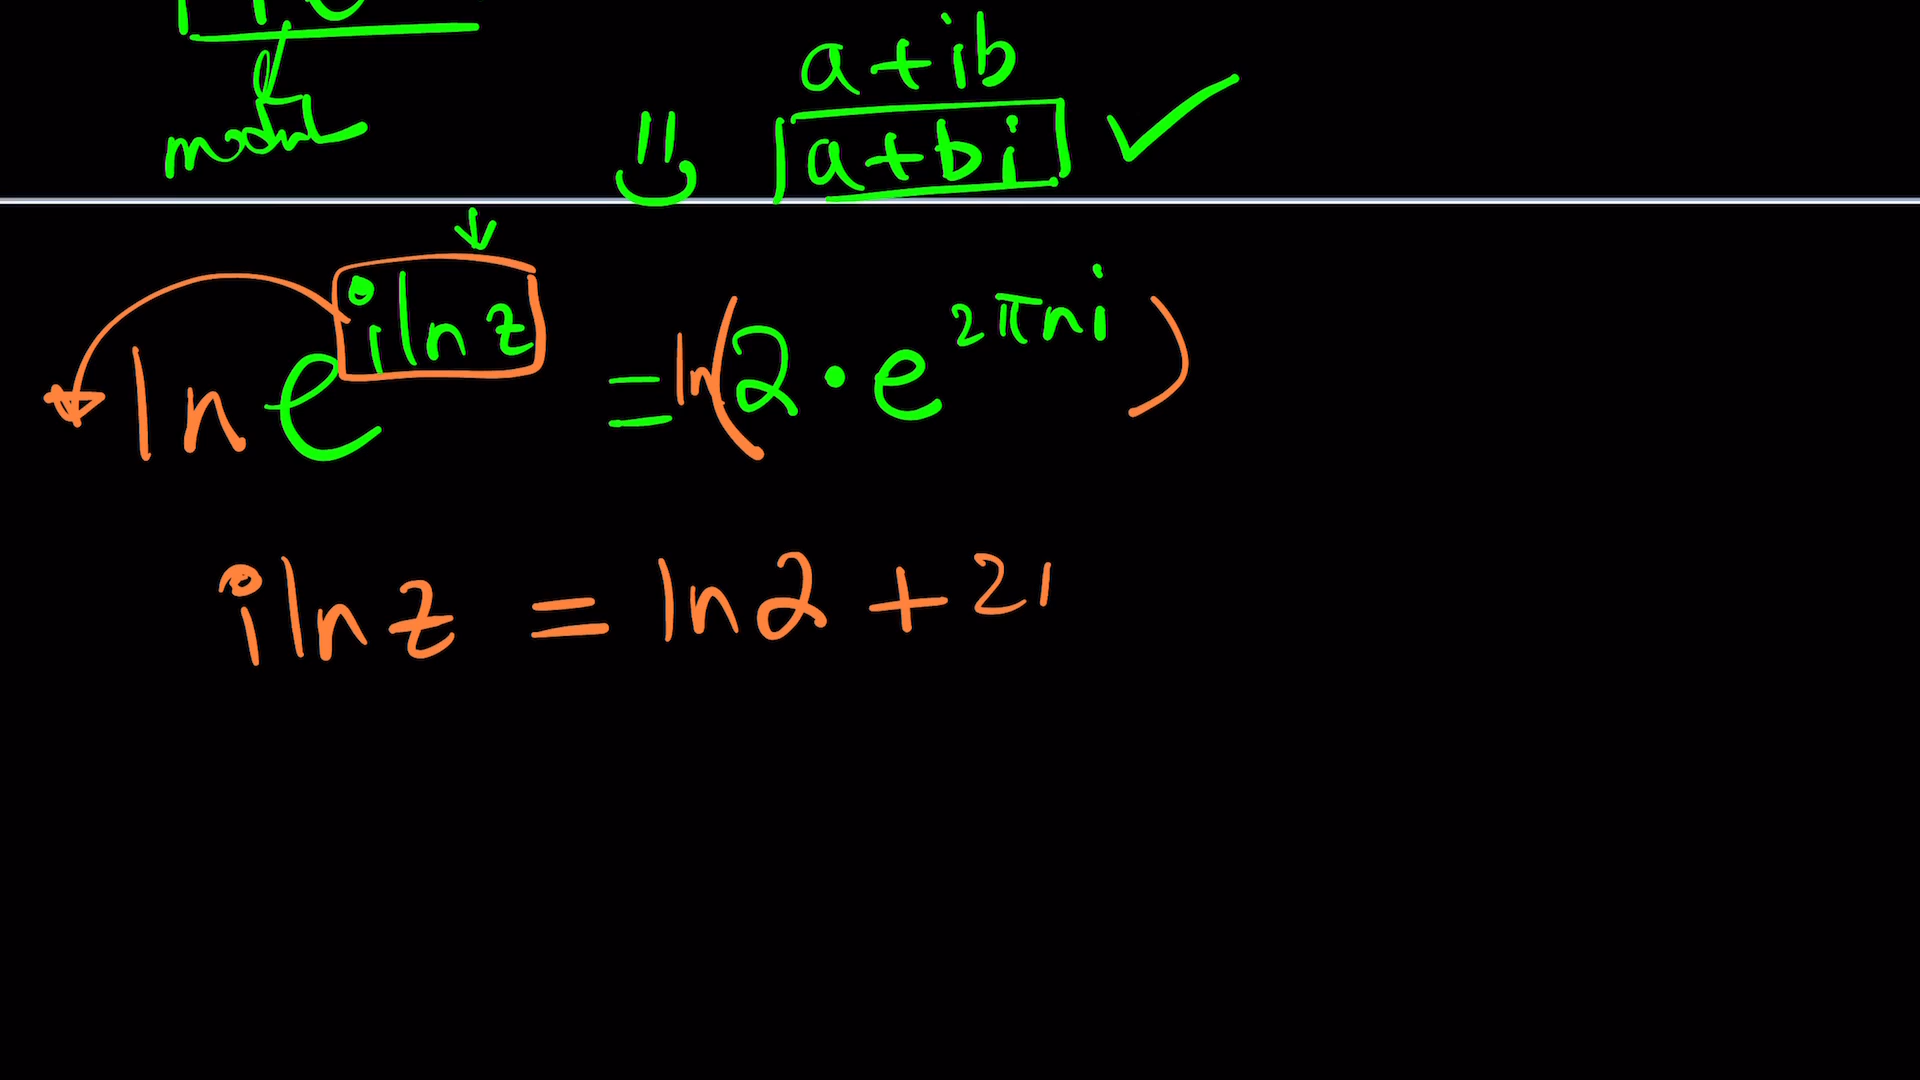 a+ib
modul
a+bi
ln e^{i ln z} = ln(2 · e^{2πni})
i ln z = ln 2 + 2